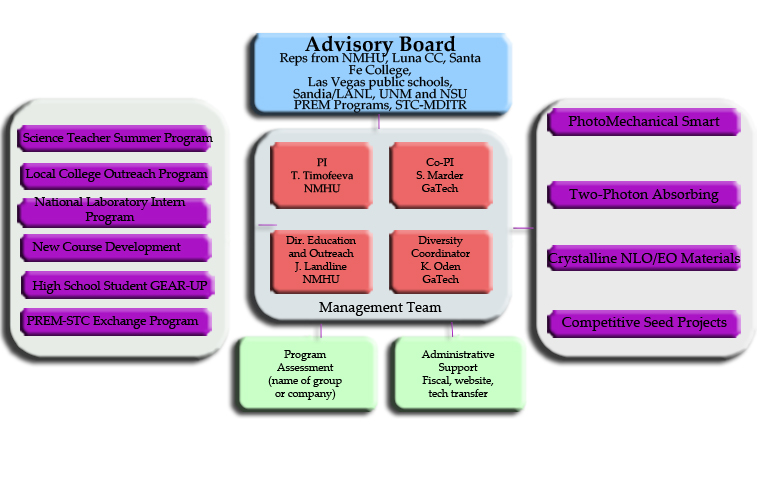 Advisory Board
Reps from NMHU, Luna CC, Santa
Fe College,
Las Vegas public schools,
Sandia/LANL, UNM and NSU
PREM Programs, STC-MDITR
Science Teacher Summer Program
Local College Outreach Program
National Laboratory Intern
Program
New Course Development
High School Student GEAR-UP
PREM-STC Exchange Program
PI
T. Timofeeva
NMHU
Co-PI
S. Marder
GaTech
Dir. Education
and Outreach
J. Landline
NMHU
Diversity
Coordinator
K. Oden
GaTech
Management Team
PhotoMechanical Smart
Two-Photon Absorbing
Crystalline NLO/EO Materials
Competitive Seed Projects
Program
Assessment
(name of group
or company)
Administrative
Support
Fiscal, website,
tech transfer